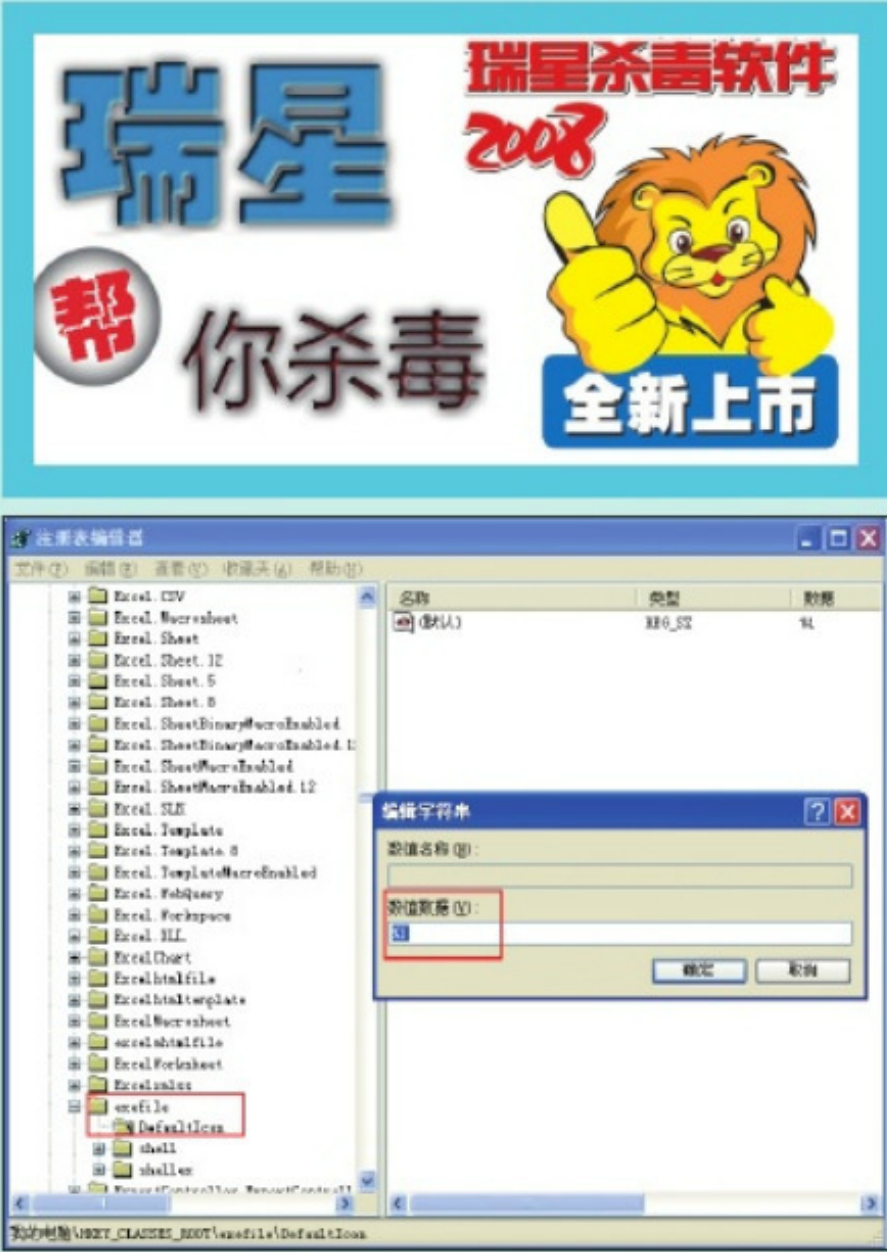 瑞星
瑞星杀毒软件
2008
帮
你杀毒
全新上市
注册表编辑器
文件(F) 编辑(E) 查看(V) 收藏夹(A) 帮助(H)
Excel.CSV
Excel.Macrosheet
Excel.Sheet
Excel.Sheet.12
Excel.Sheet.5
Excel.Sheet.8
Excel.SheetBinaryMacroEnabled
Excel.SheetBinaryMacroEnabled.1
Excel.SheetMacroEnabled
Excel.SheetMacroEnabled.12
Excel.SLK
Excel.Template
Excel.Template.8
Excel.TemplateMacroEnabled
Excel.WebQuery
Excel.Workspace
Excel.XLL
ExcelChart
Excelhtmlfile
Excelhtmltemplate
ExcelMacrosheet
excelmhtmlfile
ExcelWorksheet
Excelxmlss
exefile
DefaultIcon
shell
shellex
名称 类型 数据
(默认) REG_SZ %1
编辑字符串
数值名称(N):
数值数据(V):
%1
确定 取消
我的电脑\HKEY_CLASSES_ROOT\exefile\DefaultIcon